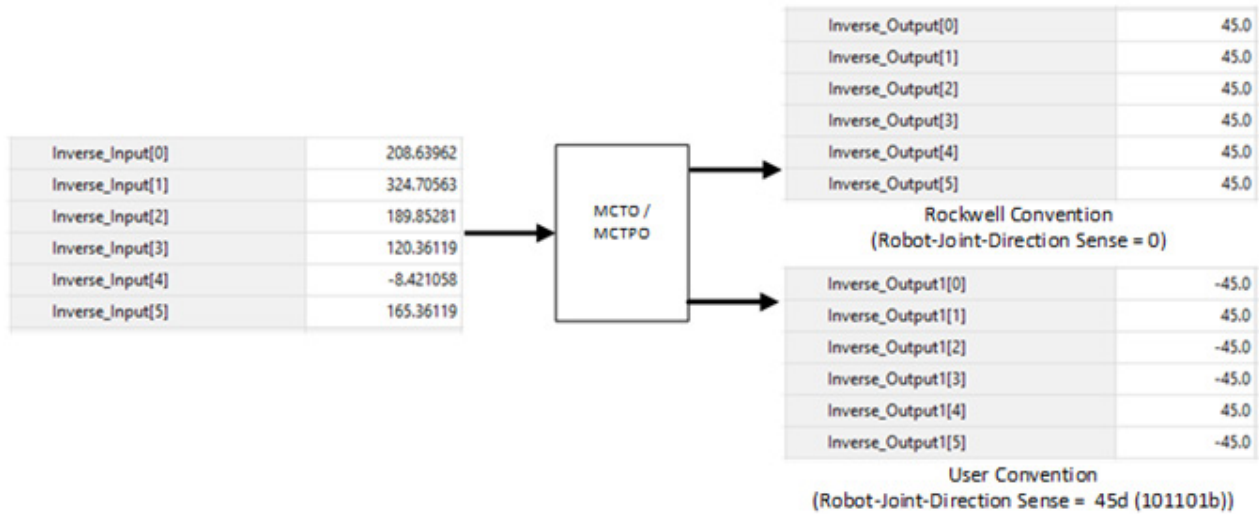 Inverse_Input[0] 208.63962
Inverse_Input[1] 324.70563
Inverse_Input[2] 189.85281
Inverse_Input[3] 120.36119
Inverse_Input[4] -8.421058
Inverse_Input[5] 165.36119
MCTO /
MCTPO
Inverse_Output[0] 45.0
Inverse_Output[1] 45.0
Inverse_Output[2] 45.0
Inverse_Output[3] 45.0
Inverse_Output[4] 45.0
Inverse_Output[5] 45.0
Rockwell Convention
(Robot-Joint-Direction Sense = 0)
Inverse_Output1[0] -45.0
Inverse_Output1[1] 45.0
Inverse_Output1[2] -45.0
Inverse_Output1[3] -45.0
Inverse_Output1[4] 45.0
Inverse_Output1[5] -45.0
User Convention
(Robot-Joint-Direction Sense = 45d (101101b))